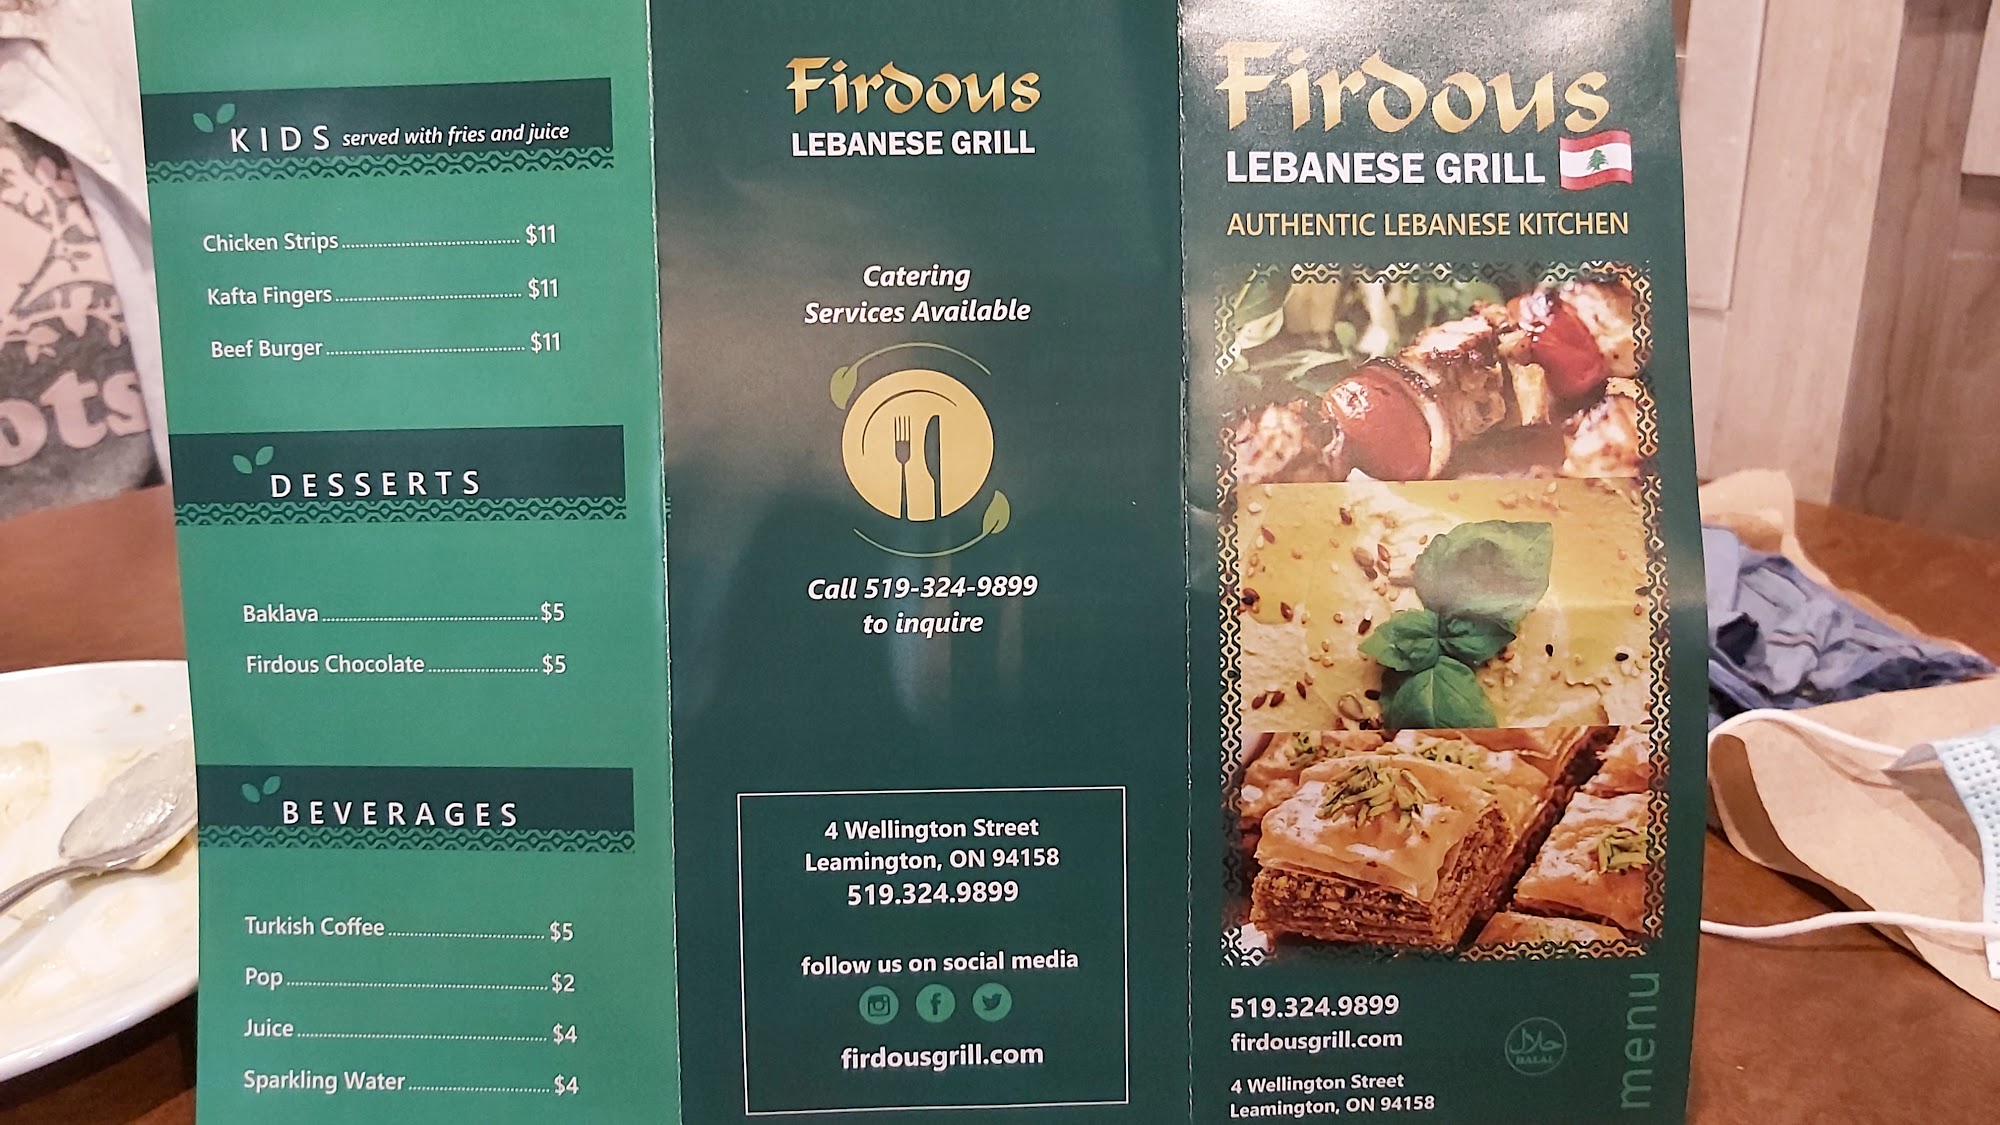 KIDS served with fries and juice
Chicken Strips $11
Kafta Fingers $11
Beef Burger $11
DESSERTS
Baklava $5
Firdous Chocolate $5
BEVERAGES
Turkish Coffee $5
Pop $2
Juice $4
Sparkling Water $4
Firdous
LEBANESE GRILL
Catering
Services Available
Call 519-324-9899
to inquire
4 Wellington Street
Leamington, ON 94158
519.324.9899
follow us on social media
firdousgrill.com
Firdous
LEBANESE GRILL
AUTHENTIC LEBANESE KITCHEN
519.324.9899
firdousgrill.com
4 Wellington Street
Leamington, ON 94158
حلال
HALAL
menu
ots